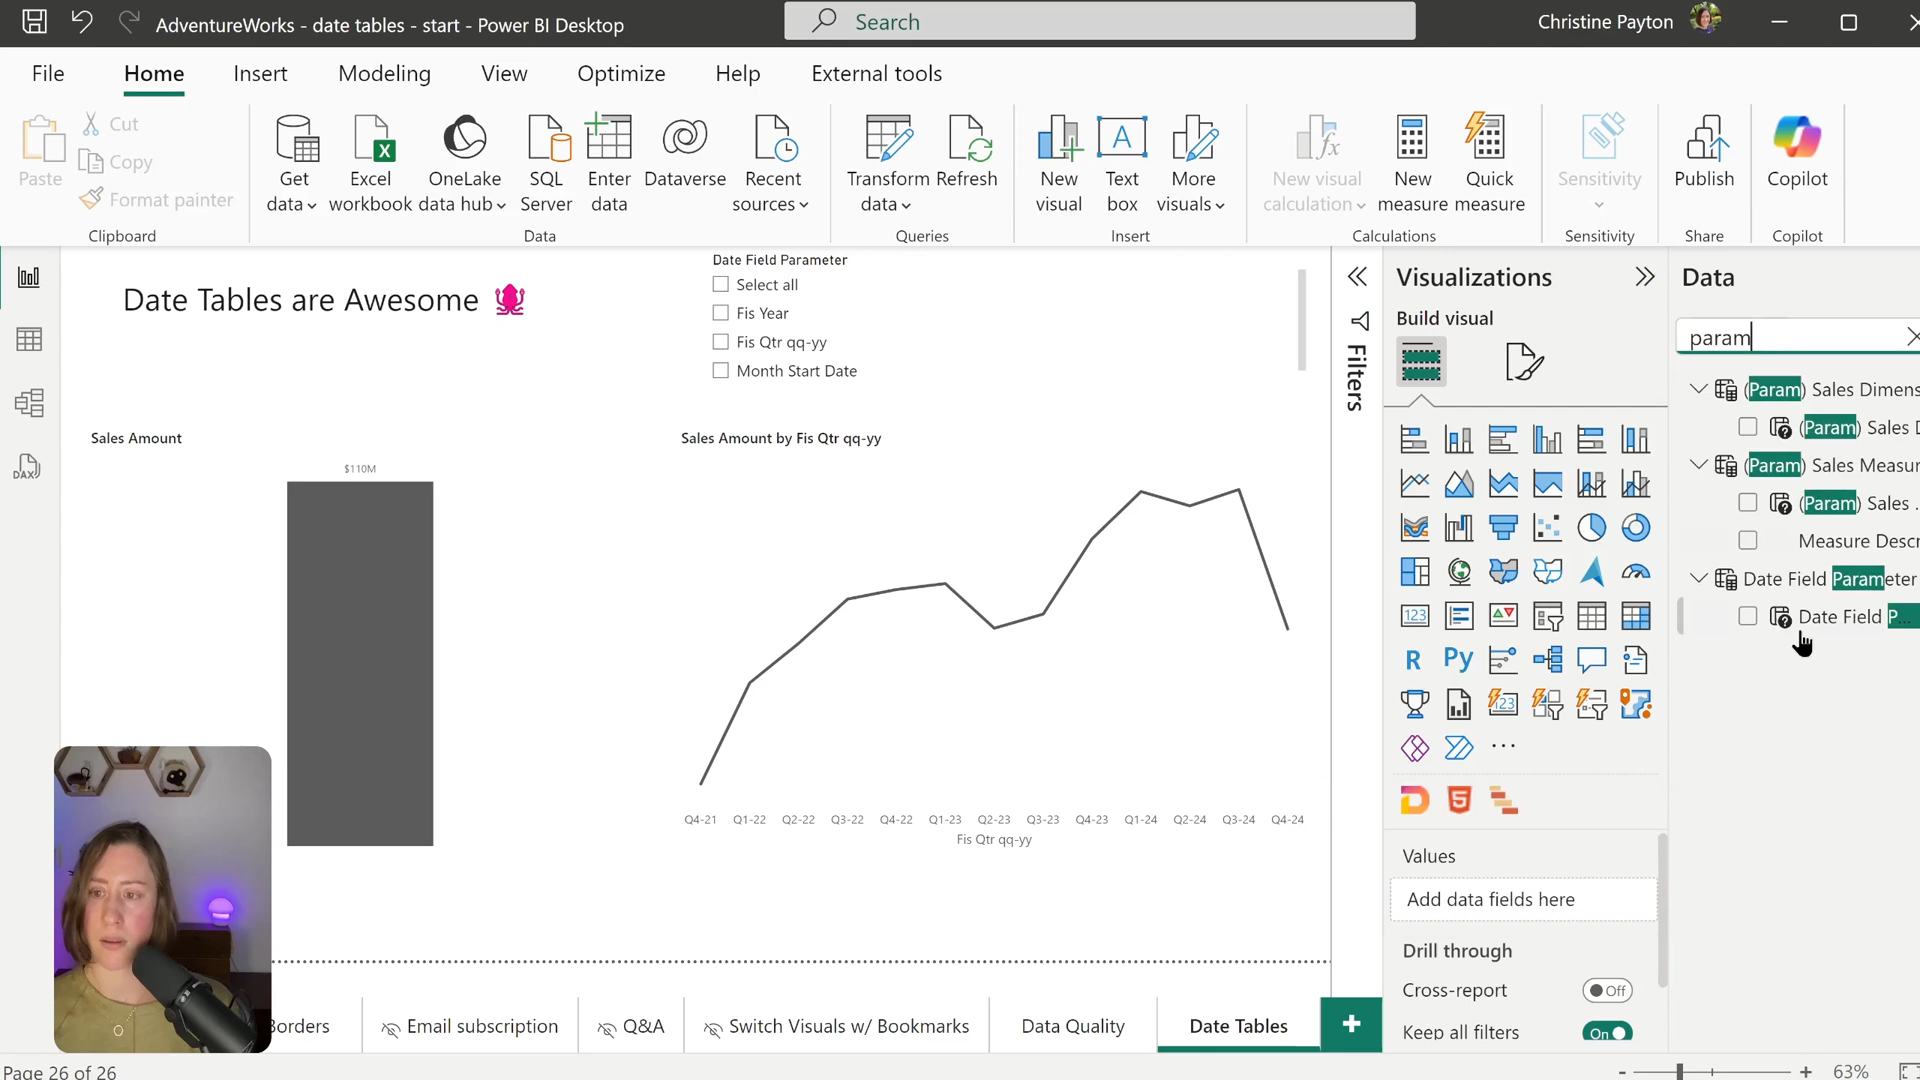 AdventureWorks - date tables - start - Power BI Desktop
Search
Christine Payton
File
Home
Insert
Modeling
View
Optimize
Help
External tools
Paste
Cut
Copy
Format painter
Clipboard
Get data
Excel workbook
OneLake data hub
SQL Server
Enter data
Dataverse
Recent sources
Data
Transform data
Refresh
Queries
New visual
Text box
More visuals
Insert
New visual calculation
New measure
Quick measure
Calculations
Sensitivity
Sensitivity
Publish
Share
Copilot
Copilot
DAX
Date Tables are Awesome
Date Field Parameter
Select all
Fis Year
Fis Qtr qq-yy
Month Start Date
Sales Amount
$110M
Sales Amount by Fis Qtr qq-yy
Q4-21 Q1-22 Q2-22 Q3-22 Q4-22 Q1-23 Q2-23 Q3-23 Q4-23 Q1-24 Q2-24 Q3-24 Q4-24
Fis Qtr qq-yy
Filters
Visualizations
Build visual
123
R
Py
123
Values
Add data fields here
Drill through
Cross-report
Off
Keep all filters
On
Data
param
(Param) Sales Dimens
(Param) Sales D
(Param) Sales Measur
(Param) Sales ..
Measure Descr
Date Field Parameter
Date Field P...
Borders
Email subscription
Q&A
Switch Visuals w/ Bookmarks
Data Quality
Date Tables
+
Page 26 of 26
- + 63%